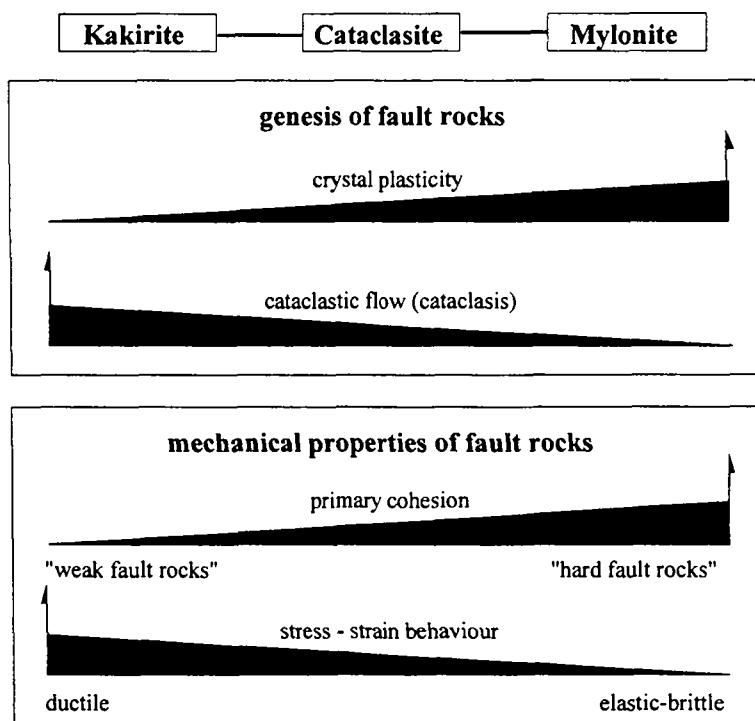 Kakirite Cataclasite Mylonite
genesis of fault rocks
crystal plasticity
cataclastic flow (cataclasis)
mechanical properties of fault rocks
primary cohesion
"weak fault rocks" "hard fault rocks"
stress - strain behaviour
ductile elastic-brittle